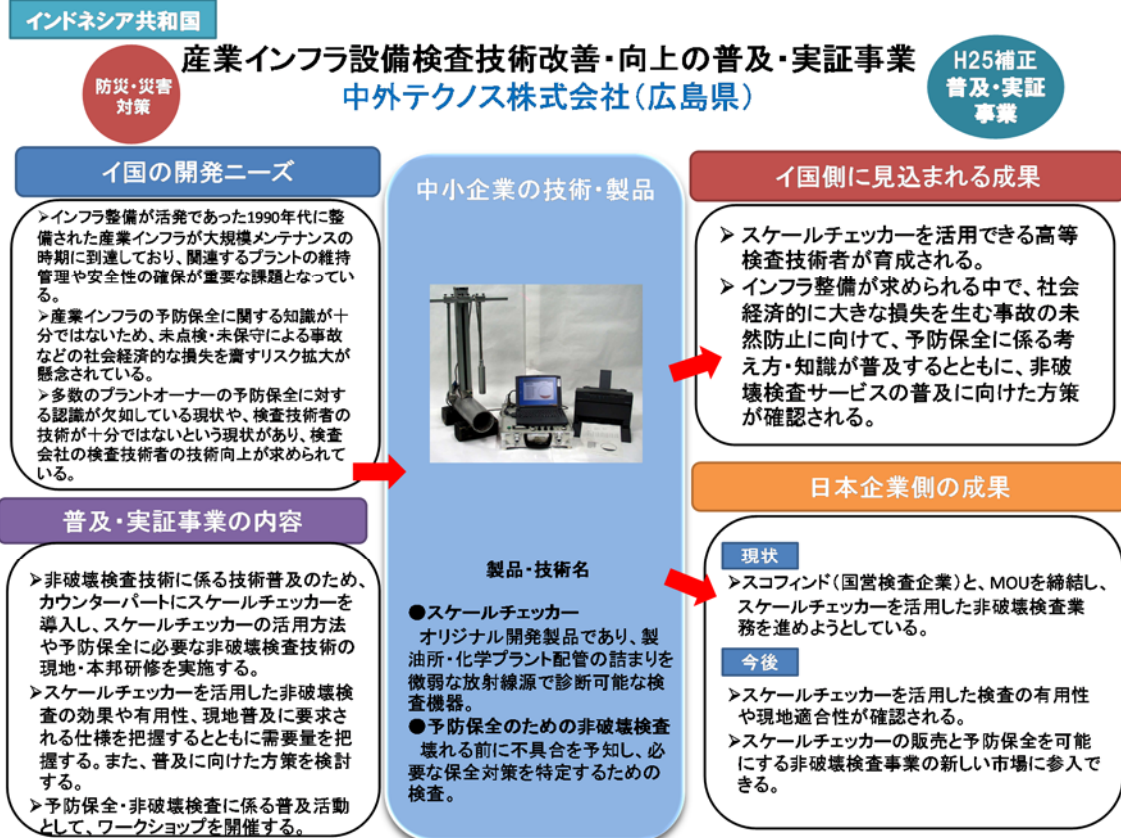 インドネシア共和国
防災・災害
対策
産業インフラ設備検査技術改善・向上の普及・実証事業
中外テクノス株式会社（広島県）
H25補正
普及・実証
事業
イ国の開発ニーズ
➢インフラ整備が活発であった1990年代に整
備された産業インフラが大規模メンテナンスの
時期に到達しており、関連するプラントの維持
管理や安全性の確保が重要な課題となってい
る。
➢産業インフラの予防保全に関する知識が十
分ではないため、未点検・未保守による事故
などの社会経済的な損失を齎すリスク拡大が
懸念されている。
➢多数のプラントオーナーの予防保全に対す
る認識が欠如している現状や、検査技術者の
技術が十分ではないという現状があり、検査
会社の検査技術者の技術向上が求められて
いる。
普及・実証事業の内容
➢非破壊検査技術に係る技術普及のため、
カウンターパートにスケールチェッカーを
導入し、スケールチェッカーの活用方法
や予防保全に必要な非破壊検査技術の
現地・本邦研修を実施する。
➢スケールチェッカーを活用した非破壊検
査の効果や有用性、現地普及に要求さ
れる仕様を把握するとともに需要量を把
握する。また、普及に向けた方策を検討
する。
➢予防保全・非破壊検査に係る普及活動
として、ワークショップを開催する。
中小企業の技術・製品
製品・技術名
●スケールチェッカー
オリジナル開発製品であり、製
油所・化学プラント配管の詰まりを
微弱な放射線源で診断可能な検
査機器。
●予防保全のための非破壊検査
壊れる前に不具合を予知し、必
要な保全対策を特定するための
検査。
イ国側に見込まれる成果
➢ スケールチェッカーを活用できる高等
検査技術者が育成される。
➢ インフラ整備が求められる中で、社会
経済的に大きな損失を生む事故の未
然防止に向けて、予防保全に係る考
え方・知識が普及するとともに、非破
壊検査サービスの普及に向けた方策
が確認される。
日本企業側の成果
現状
➢スコフィンド（国営検査企業）と、MOUを締結し、
スケールチェッカーを活用した非破壊検査業
務を進めようとしている。
今後
➢スケールチェッカーを活用した検査の有用性
や現地適合性が確認される。
➢スケールチェッカーの販売と予防保全を可能
にする非破壊検査事業の新しい市場に参入で
きる。